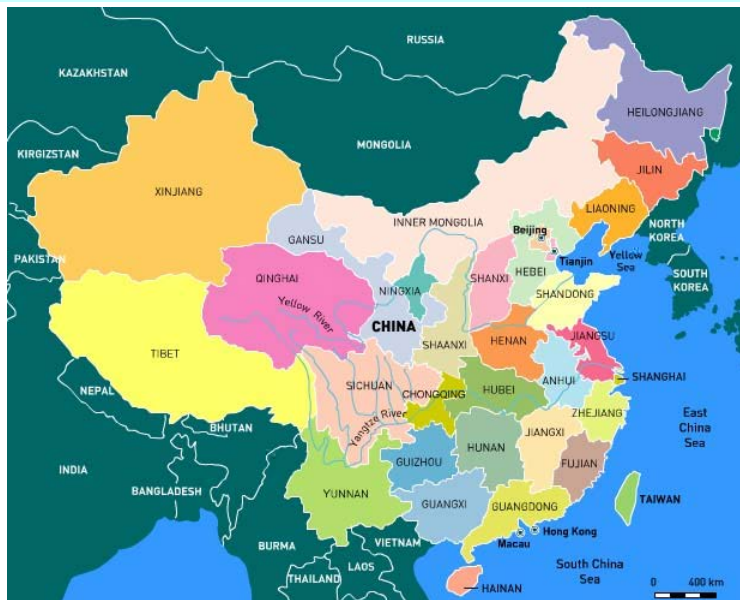 RUSSIA
KAZAKHSTAN
HEILONGJIANG
MONGOLIA
KIRGIZSTAN
JILIN
XINJIANG
LIAONING
INNER MONGOLIA
NORTH
KOREA
Beijing
GANSU
Tianjin
Yellow
Sea
PAKISTAN
HEBEI
SHANXI
SOUTH
KOREA
QINGHAI
NINGXIA
SHANDONG
Yellow River
CHINA
JIANGSU
HENAN
SHAANXI
TIBET
SHANGHAI
ANHUI
SICHUAN
CHONGQING
HUBEI
NEPAL
ZHEJIANG
East
China
Sea
Yangtze River
BHUTAN
JIANGXI
HUNAN
GUIZHOU
FUJIAN
INDIA
BANGLADESH
YUNNAN
TAIWAN
GUANGXI
GUANGDONG
Hong Kong
Macau
BURMA
VIETNAM
LAOS
South China
Sea
THAILAND
HAINAN
0 400 km